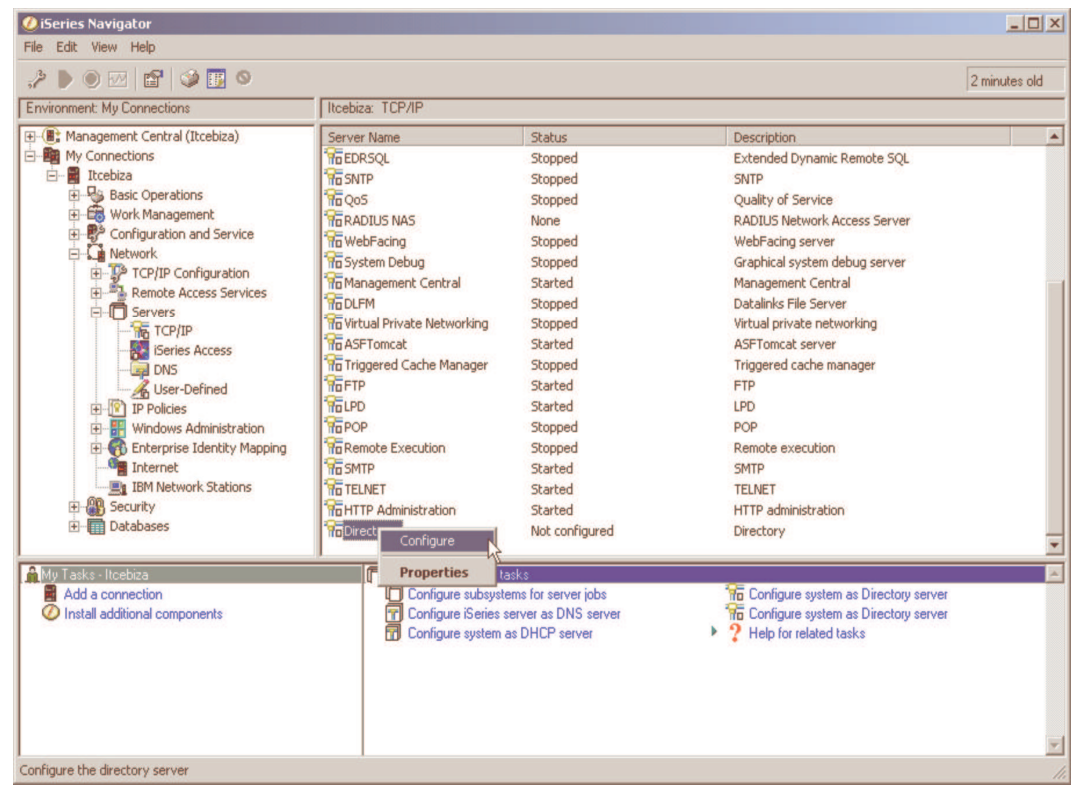 iSeries Navigator
File Edit View Help
2 minutes old
Environment: My Connections
Itcebiza: TCP/IP
Management Central (Itcebiza)
My Connections
Itcebiza
Basic Operations
Work Management
Configuration and Service
Network
TCP/IP Configuration
Remote Access Services
Servers
TCP/IP
iSeries Access
DNS
User-Defined
IP Policies
Windows Administration
Enterprise Identity Mapping
Internet
IBM Network Stations
Security
Databases
Server Name Status Description
EDRSQL Stopped Extended Dynamic Remote SQL
SNTP Stopped SNTP
QoS Stopped Quality of Service
RADIUS NAS None RADIUS Network Access Server
WebFacing Stopped WebFacing server
System Debug Stopped Graphical system debug server
Management Central Started Management Central
DLFM Stopped Datalinks File Server
Virtual Private Networking Stopped Virtual private networking
ASFTomcat Started ASFTomcat server
Triggered Cache Manager Stopped Triggered cache manager
FTP Started FTP
LPD Started LPD
POP Stopped POP
Remote Execution Stopped Remote execution
SMTP Started SMTP
TELNET Started TELNET
HTTP Administration Started HTTP administration
Direct Not configured Directory
Configure
Properties
My Tasks - Itcebiza
Add a connection
Install additional components
tasks
Configure subsystems for server jobs
Configure iSeries server as DNS server
Configure system as DHCP server
Configure system as Directory server
Configure system as Directory server
Help for related tasks
Configure the directory server